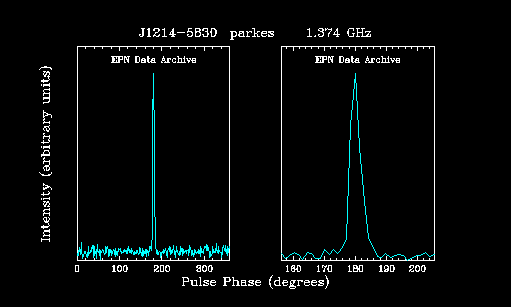 J1214-5830 parkes 1.374 GHz
EPN Data Archive EPN Data Archive
Intensity (arbitrary units)
0 100 200 300 160 170 180 190 200
Pulse Phase (degrees)